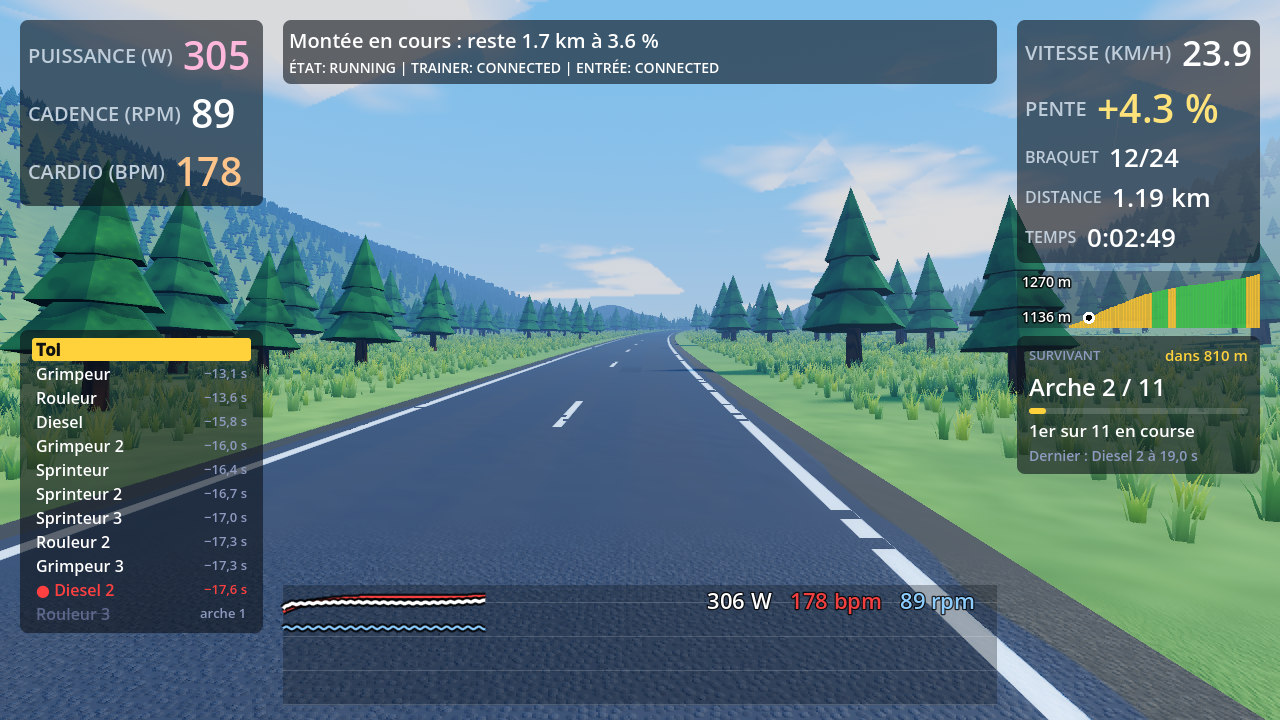 PUISSANCE (W) 305
CADENCE (RPM) 89
CARDIO (BPM) 178
Montée en cours : reste 1.7 km à 3.6 %
ÉTAT: RUNNING | TRAINER: CONNECTED | ENTRÉE: CONNECTED
VITESSE (KM/H) 23.9
PENTE +4.3 %
BRAQUET 12/24
DISTANCE 1.19 km
TEMPS 0:02:49
1270 m
1136 m
SURVIVANT dans 810 m
Arche 2 / 11
1er sur 11 en course
Dernier : Diesel 2 à 19,0 s
Toi
Grimpeur −13,1 s
Rouleur −13,6 s
Diesel −15,8 s
Grimpeur 2 −16,0 s
Sprinteur −16,4 s
Sprinteur 2 −16,7 s
Sprinteur 3 −17,0 s
Rouleur 2 −17,3 s
Grimpeur 3 −17,3 s
Diesel 2 −17,6 s
Rouleur 3 arche 1
306 W 178 bpm 89 rpm